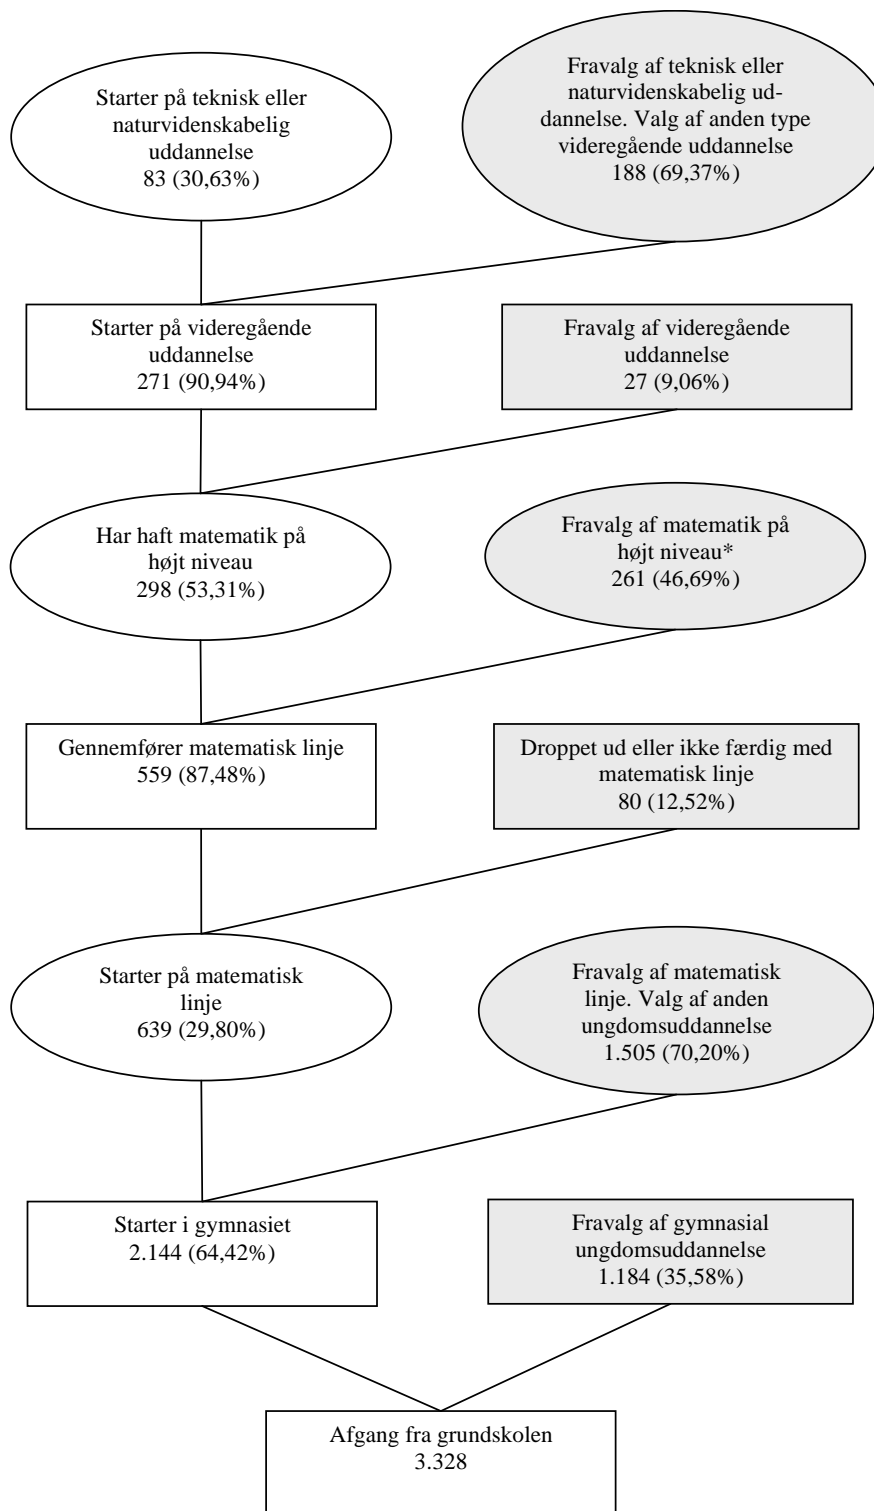 Starter på teknisk eller
naturvidenskabelig
uddannelse
83 (30,63%)
Fravalg af teknisk eller
naturvidenskabelig ud-
dannelse. Valg af anden type
videregående uddannelse
188 (69,37%)
Starter på videregående
uddannelse
271 (90,94%)
Fravalg af videregående
uddannelse
27 (9,06%)
Har haft matematik på
højt niveau
298 (53,31%)
Fravalg af matematik på
højt niveau*
261 (46,69%)
Gennemfører matematisk linje
559 (87,48%)
Droppet ud eller ikke færdig med
matematisk linje
80 (12,52%)
Starter på matematisk
linje
639 (29,80%)
Fravalg af matematisk
linje. Valg af anden
ungdomsuddannelse
1.505 (70,20%)
Starter i gymnasiet
2.144 (64,42%)
Fravalg af gymnasial
ungdomsuddannelse
1.184 (35,58%)
Afgang fra grundskolen
3.328